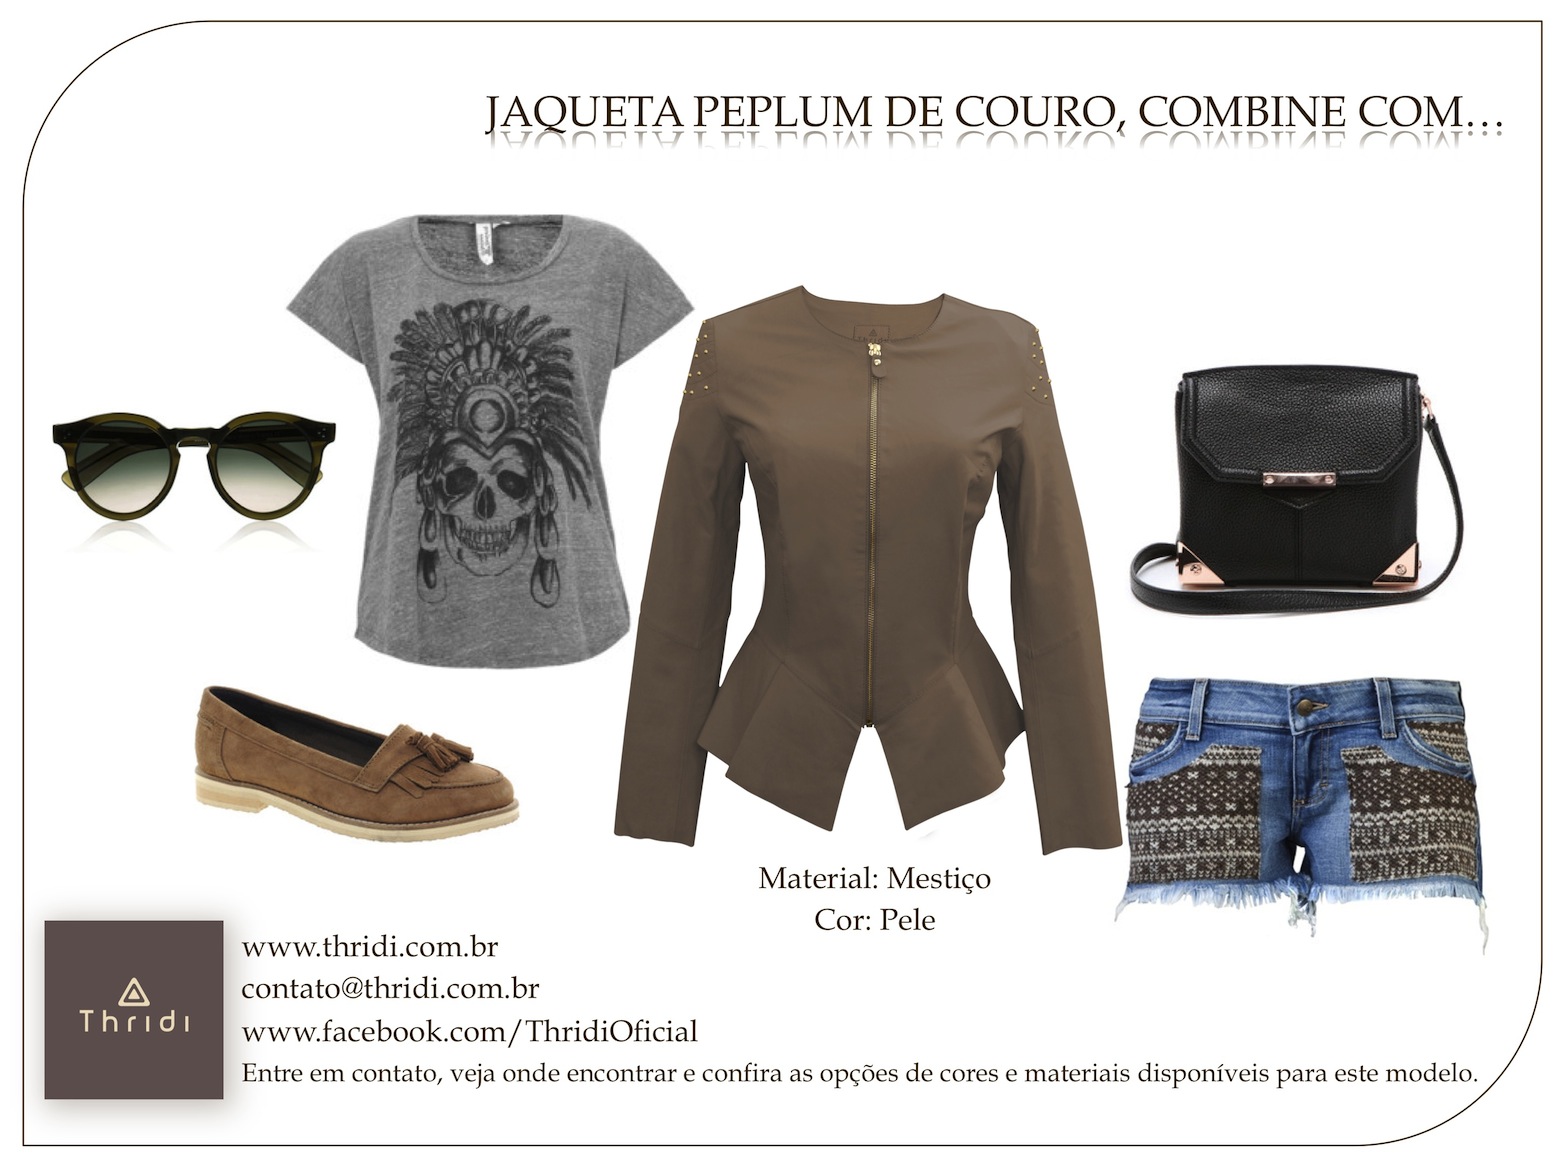 JAQUETA PEPLUM DE COURO, COMBINE COM...
Material: Mestiço
Cor: Pele
Thridi
www.thridi.com.br
contato@thridi.com.br
www.facebook.com/ThridiOficial
Entre em contato, veja onde encontrar e confira as opções de cores e materiais disponíveis para este modelo.